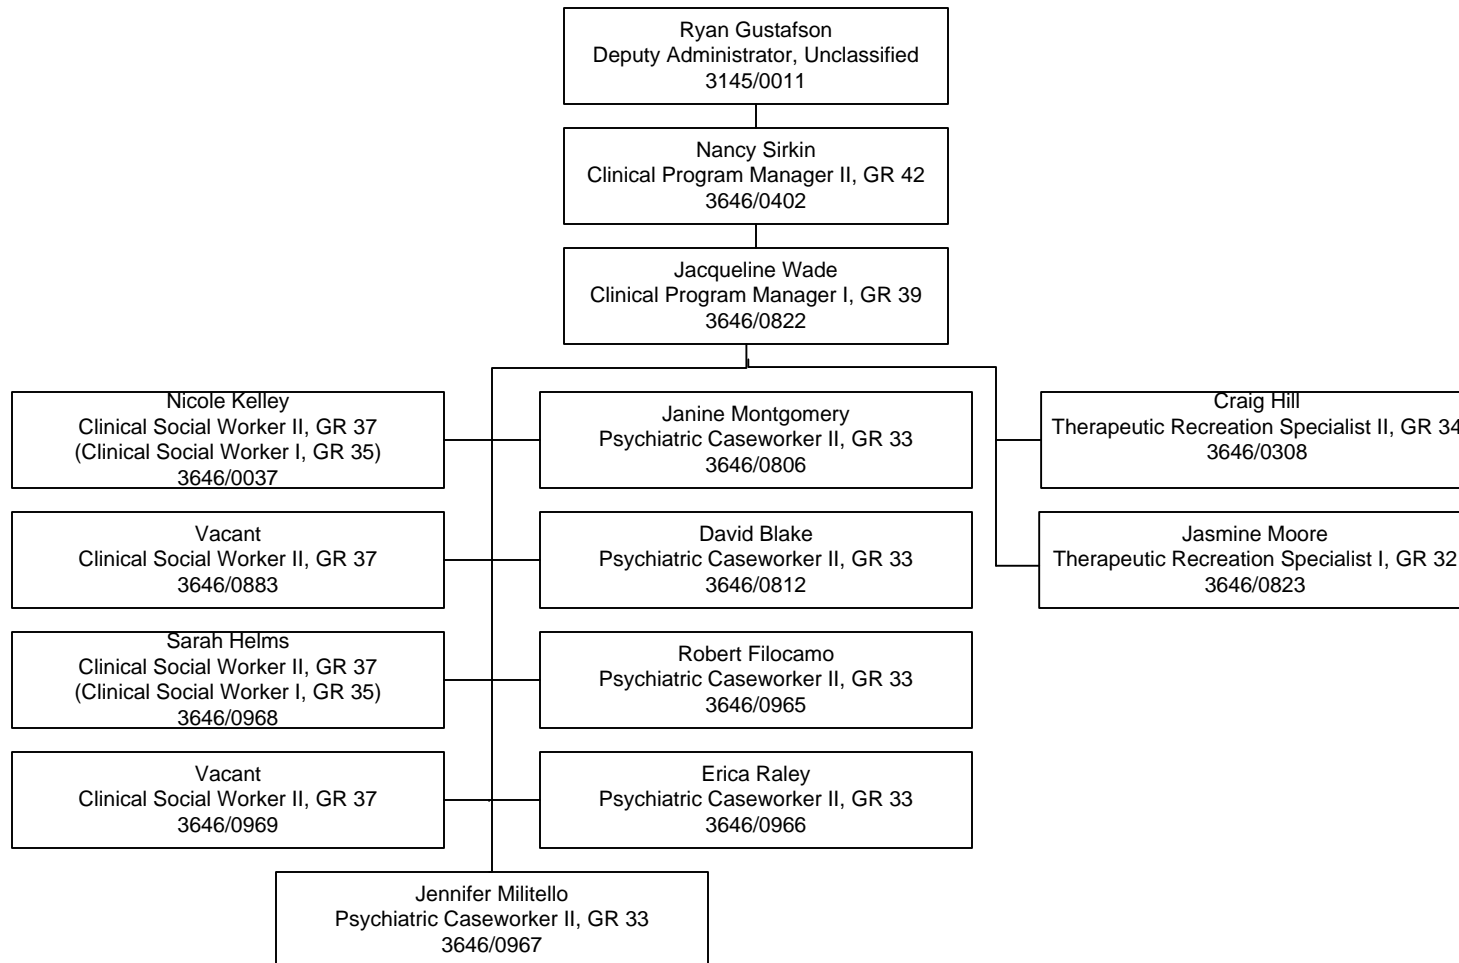 Ryan Gustafson
Deputy Administrator, Unclassified
3145/0011
Nancy Sirkin
Clinical Program Manager II, GR 42
3646/0402
Jacqueline Wade
Clinical Program Manager I, GR 39
3646/0822
Nicole Kelley
Clinical Social Worker II, GR 37
(Clinical Social Worker I, GR 35)
3646/0037
Janine Montgomery
Psychiatric Caseworker II, GR 33
3646/0806
Craig Hill
Therapeutic Recreation Specialist II, GR 34
3646/0308
Vacant
Clinical Social Worker II, GR 37
3646/0883
David Blake
Psychiatric Caseworker II, GR 33
3646/0812
Jasmine Moore
Therapeutic Recreation Specialist I, GR 32
3646/0823
Sarah Helms
Clinical Social Worker II, GR 37
(Clinical Social Worker I, GR 35)
3646/0968
Robert Filocamo
Psychiatric Caseworker II, GR 33
3646/0965
Vacant
Clinical Social Worker II, GR 37
3646/0969
Erica Raley
Psychiatric Caseworker II, GR 33
3646/0966
Jennifer Militello
Psychiatric Caseworker II, GR 33
3646/0967